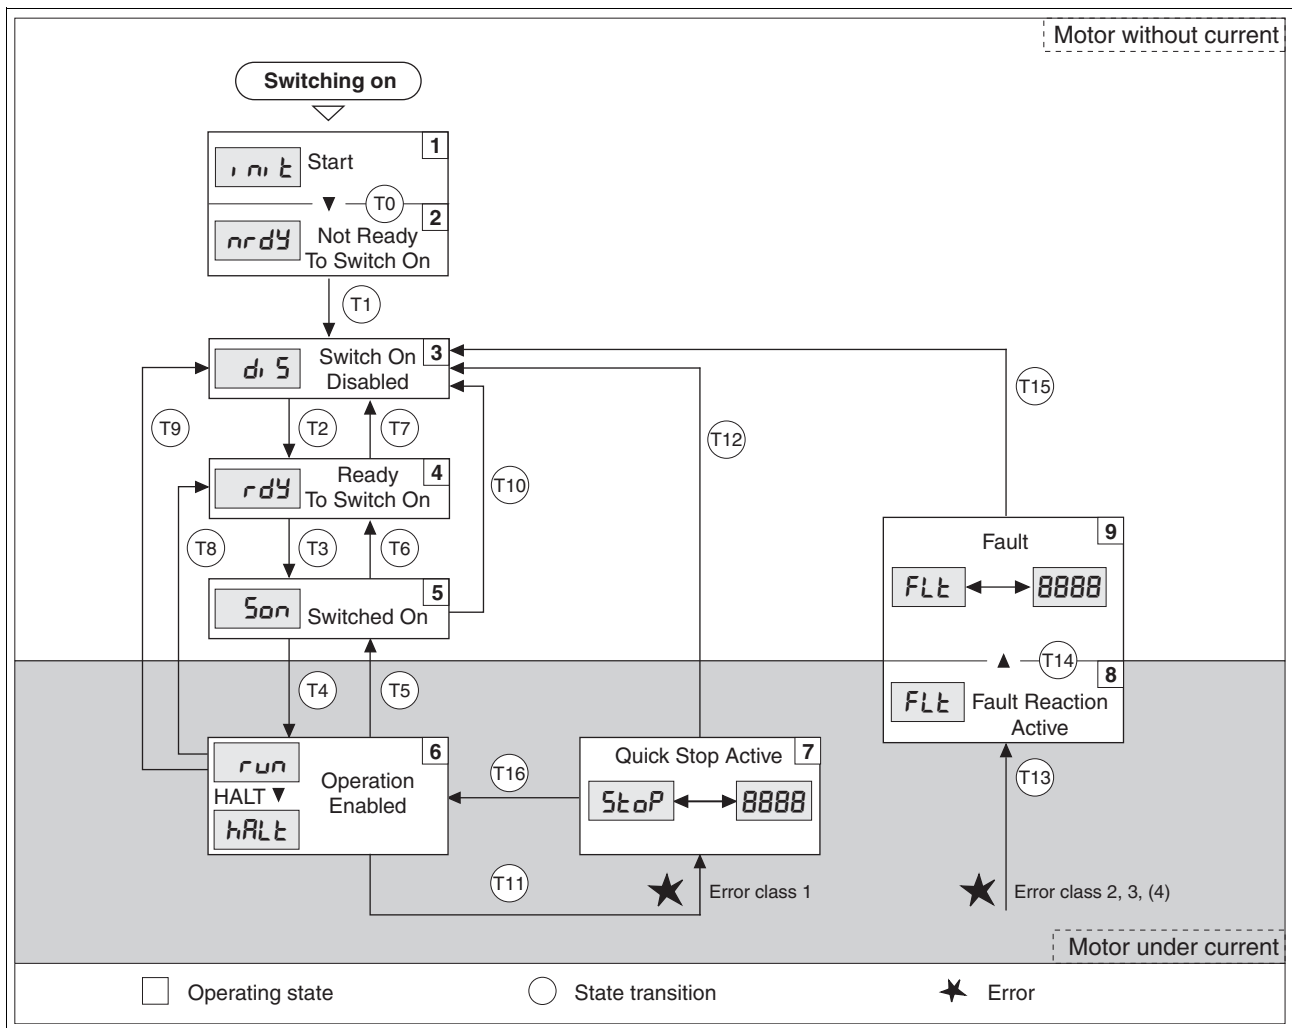 Motor without current
Switching on
1
init
Start
T0
2
nrdY
Not Ready
To Switch On
T1
3
diS
Switch On
Disabled
T15
T9
T2
T7
T12
4
rdY
Ready
To Switch On
T10
T8
T3
T6
9
Fault
FLt
8888
5
Son
Switched On
T14
8
FLt
Fault Reaction
Active
T4
T5
6
run
HALT
hALt
Operation
Enabled
T16
7
Quick Stop Active
StoP
8888
T13
T11
Error class 1
Error class 2, 3, (4)
Motor under current
Operating state
State transition
Error